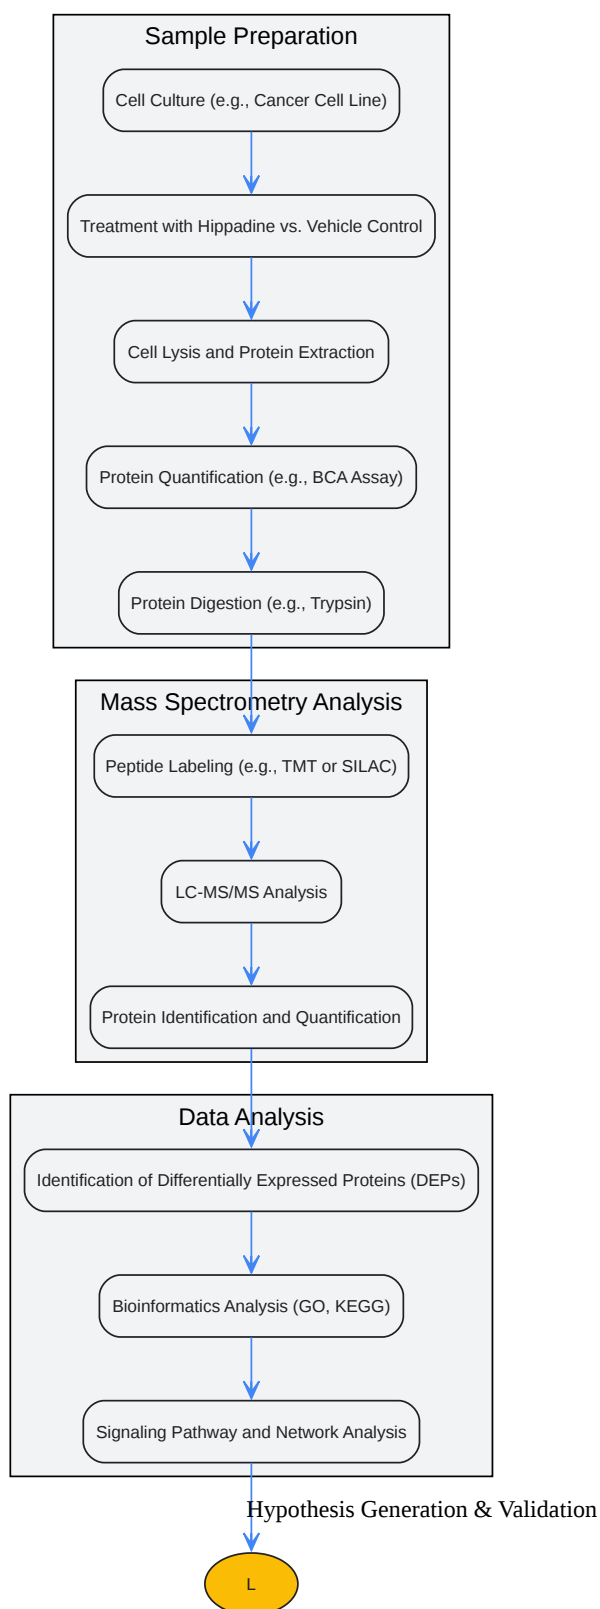 Sample Preparation
Cell Culture (e.g., Cancer Cell Line)
Treatment with Hippadine vs. Vehicle Control
Cell Lysis and Protein Extraction
Protein Quantification (e.g., BCA Assay)
Protein Digestion (e.g., Trypsin)
Mass Spectrometry Analysis
Peptide Labeling (e.g., TMT or SILAC)
LC-MS/MS Analysis
Protein Identification and Quantification
Data Analysis
Identification of Differentially Expressed Proteins (DEPs)
Bioinformatics Analysis (GO, KEGG)
Signaling Pathway and Network Analysis
Hypothesis Generation & Validation
L